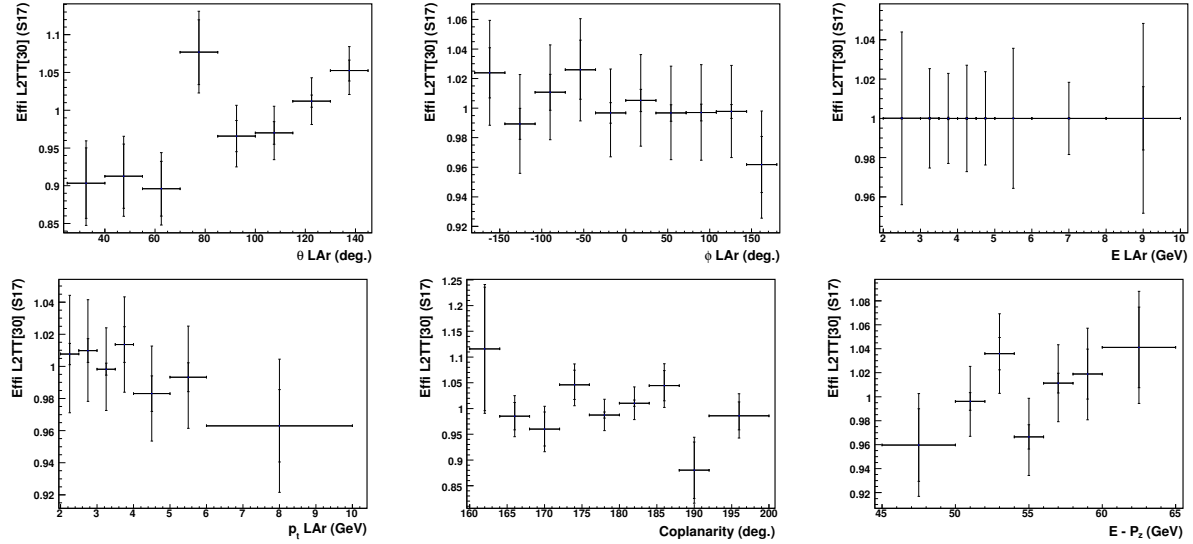 Effi L2TT[30] (S17)
1.1
1.05
1
0.95
0.9
0.85
40 60 80 100 120 140
θ LAr (deg.)
Effi L2TT[30] (S17)
1.06
1.04
1.02
1
0.98
0.96
0.94
0.92
-150 -100 -50 0 50 100 150
ϕ LAr (deg.)
Effi L2TT[30] (S17)
1.04
1.02
1
0.98
0.96
2 3 4 5 6 7 8 9 10
E LAr (GeV)
Effi L2TT[30] (S17)
1.04
1.02
1
0.98
0.96
0.94
0.92
2 3 4 5 6 7 8 9 10
pt LAr (GeV)
Effi L2TT[30] (S17)
1.25
1.2
1.15
1.1
1.05
1
0.95
0.9
0.85
160 165 170 175 180 185 190 195 200
Coplanarity (deg.)
Effi L2TT[30] (S17)
1.08
1.06
1.04
1.02
1
0.98
0.96
0.94
0.92
45 50 55 60 65
E - Pz (GeV)